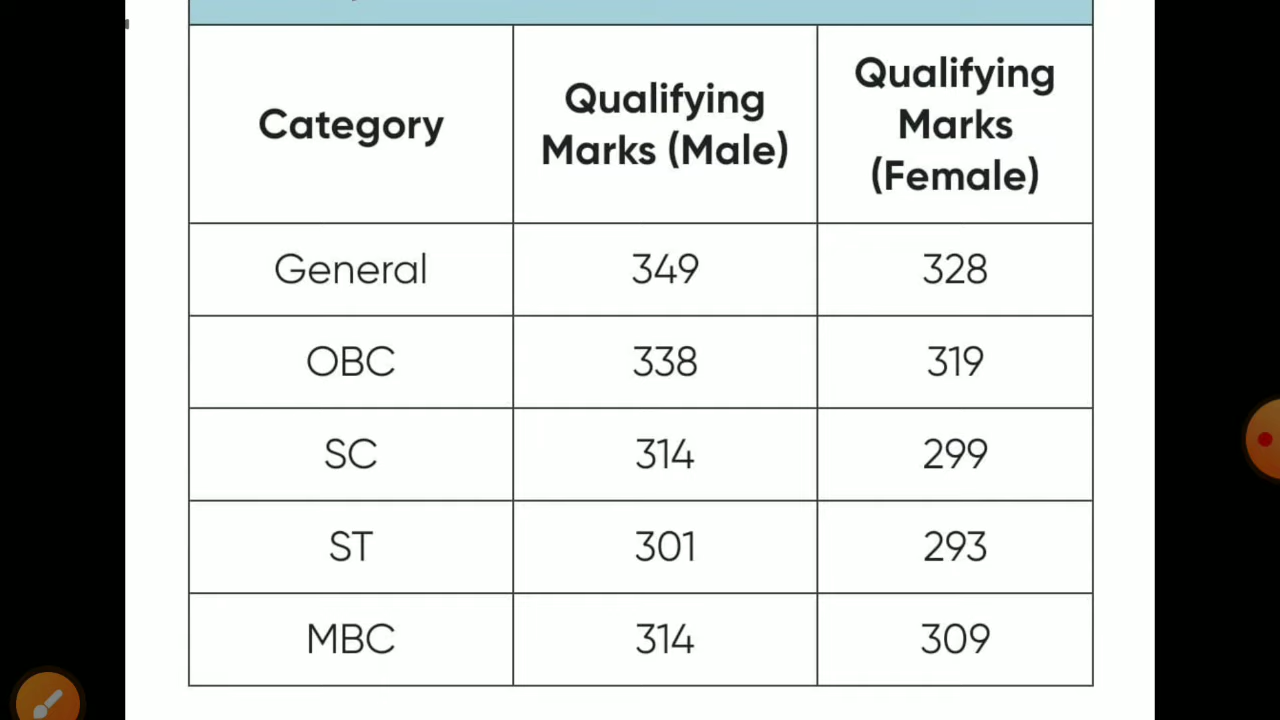 Category
Qualifying
Marks (Male)
Qualifying
Marks
(Female)
General 349 328
OBC 338 319
SC 314 299
ST 301 293
MBC 314 309